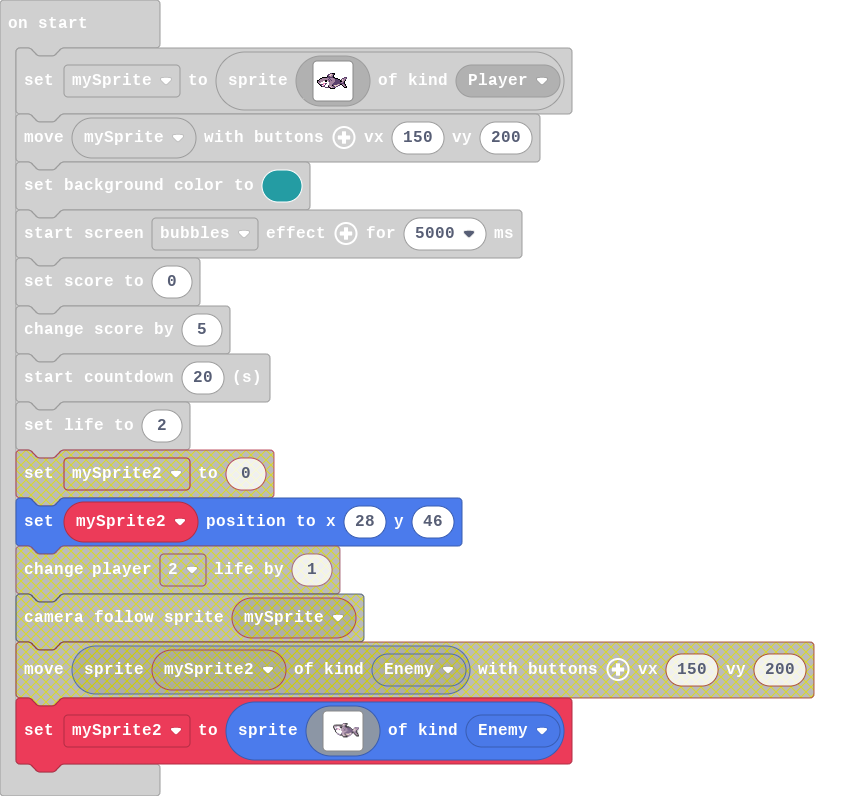 on start
set mySprite to sprite of kind Player
move mySprite with buttons vx 150 vy 200
set background color to
start screen bubbles effect for 5000 ms
set score to 0
change score by 5
start countdown 20 (s)
set life to 2
set mySprite2 to 0
set mySprite2 position to x 28 y 46
change player 2 life by 1
camera follow sprite mySprite
move sprite mySprite2 of kind Enemy with buttons vx 150 vy 200
set mySprite2 to sprite of kind Enemy